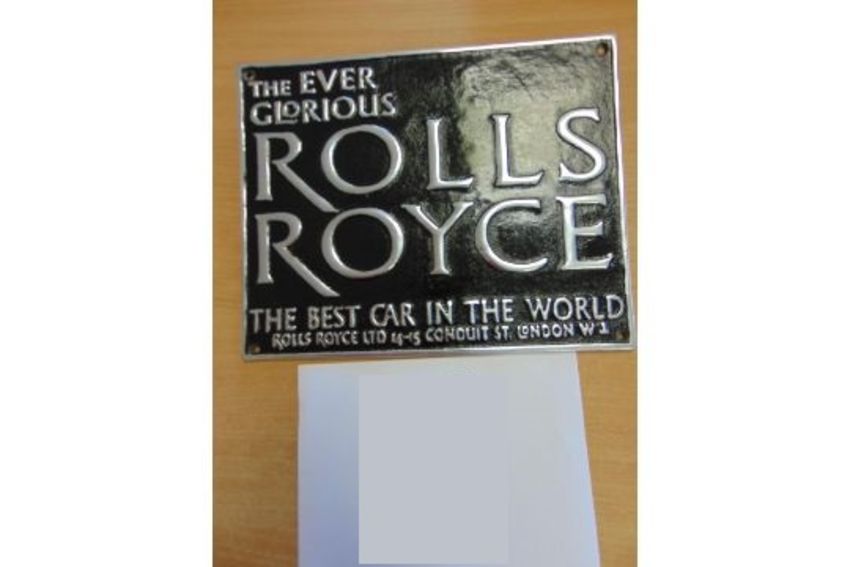 THE EVER
GLORIOUS
ROLLS
ROYCE
THE BEST CAR IN THE WORLD
ROLLS ROYCE LTD 14-15 CONDUIT ST. LONDON W 1